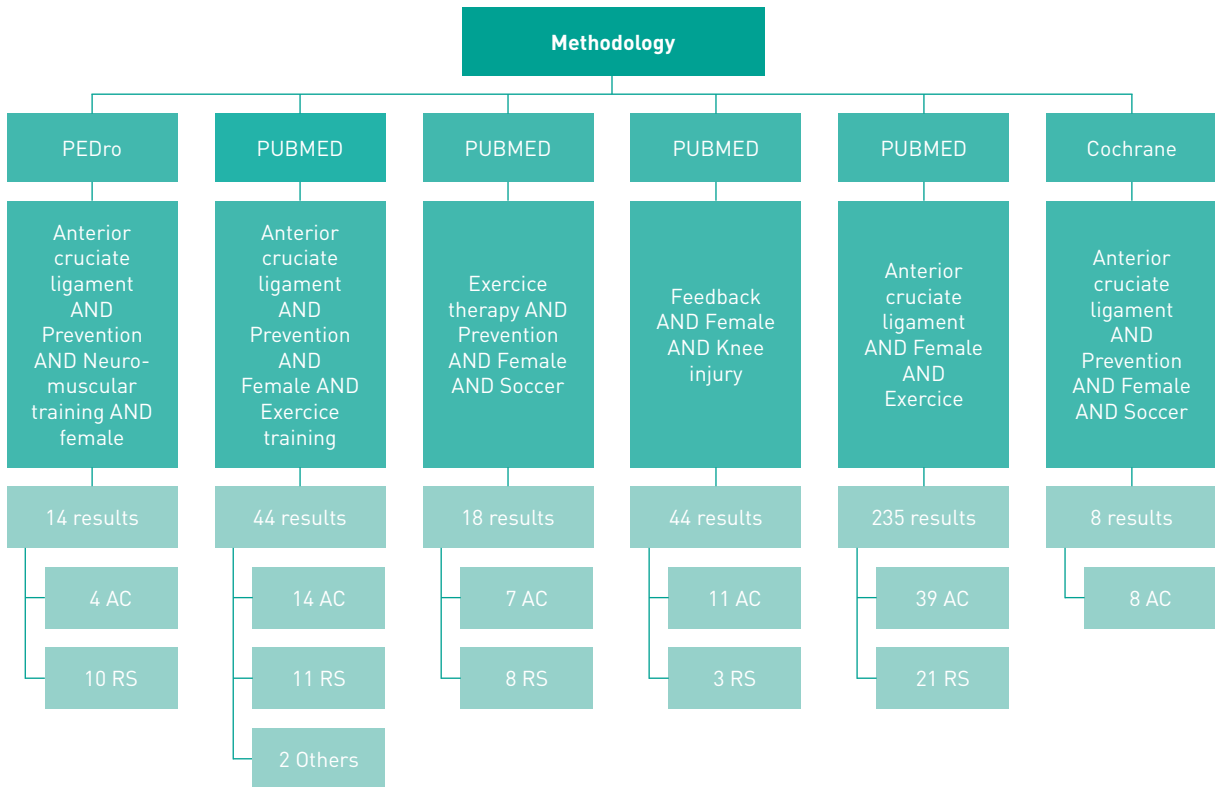 Methodology
PEDro
PUBMED
PUBMED
PUBMED
PUBMED
Cochrane
Anterior
cruciate
ligament
AND
Prevention
AND Neuro-
muscular
training AND
female
Anterior
cruciate
ligament
AND
Prevention
AND
Female AND
Exercice
training
Exercice
therapy AND
Prevention
AND Female
AND Soccer
Feedback
AND Female
AND Knee
injury
Anterior
cruciate
ligament
AND Female
AND
Exercice
Anterior
cruciate
ligament
AND
Prevention
AND Female
AND Soccer
14 results
44 results
18 results
44 results
235 results
8 results
4 AC
14 AC
7 AC
11 AC
39 AC
8 AC
10 RS
11 RS
8 RS
3 RS
21 RS
2 Others